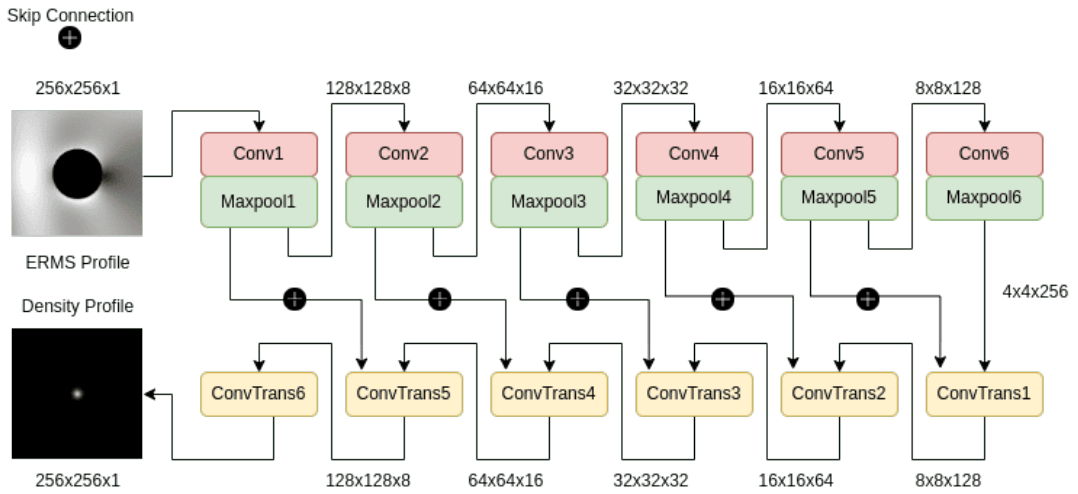 Skip Connection
256x256x1
128x128x8
64x64x16
32x32x32
16x16x64
8x8x128
Conv1
Conv2
Conv3
Conv4
Conv5
Conv6
Maxpool1
Maxpool2
Maxpool3
Maxpool4
Maxpool5
Maxpool6
ERMS Profile
4x4x256
Density Profile
ConvTrans6
ConvTrans5
ConvTrans4
ConvTrans3
ConvTrans2
ConvTrans1
256x256x1
128x128x8
64x64x16
32x32x32
16x16x64
8x8x128